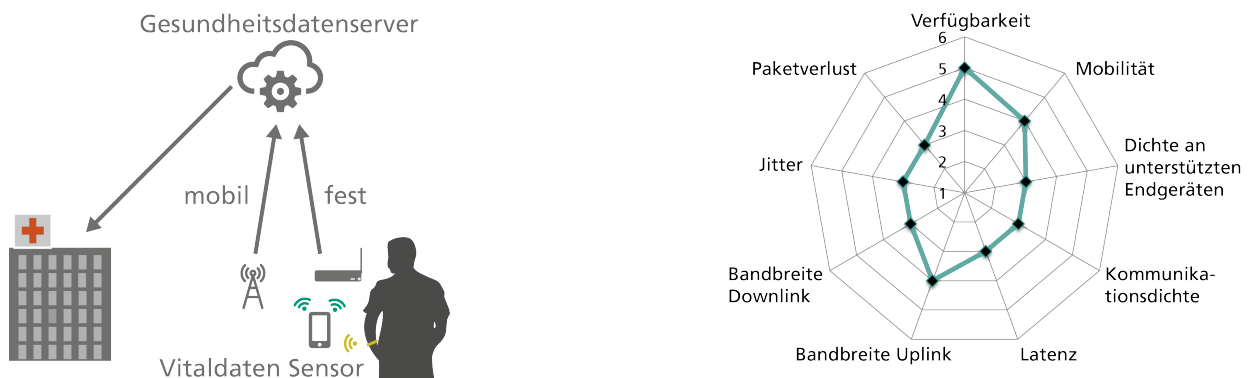 Gesundheitsdatenserver
mobil
fest
Vitaldaten Sensor
Verfügbarkeit
6
5
4
3
2
1
Mobilität
Dichte an
unterstützten
Endgeräten
Kommunika-
tionsdichte
Latenz
Bandbreite Uplink
Bandbreite
Downlink
Jitter
Paketverlust